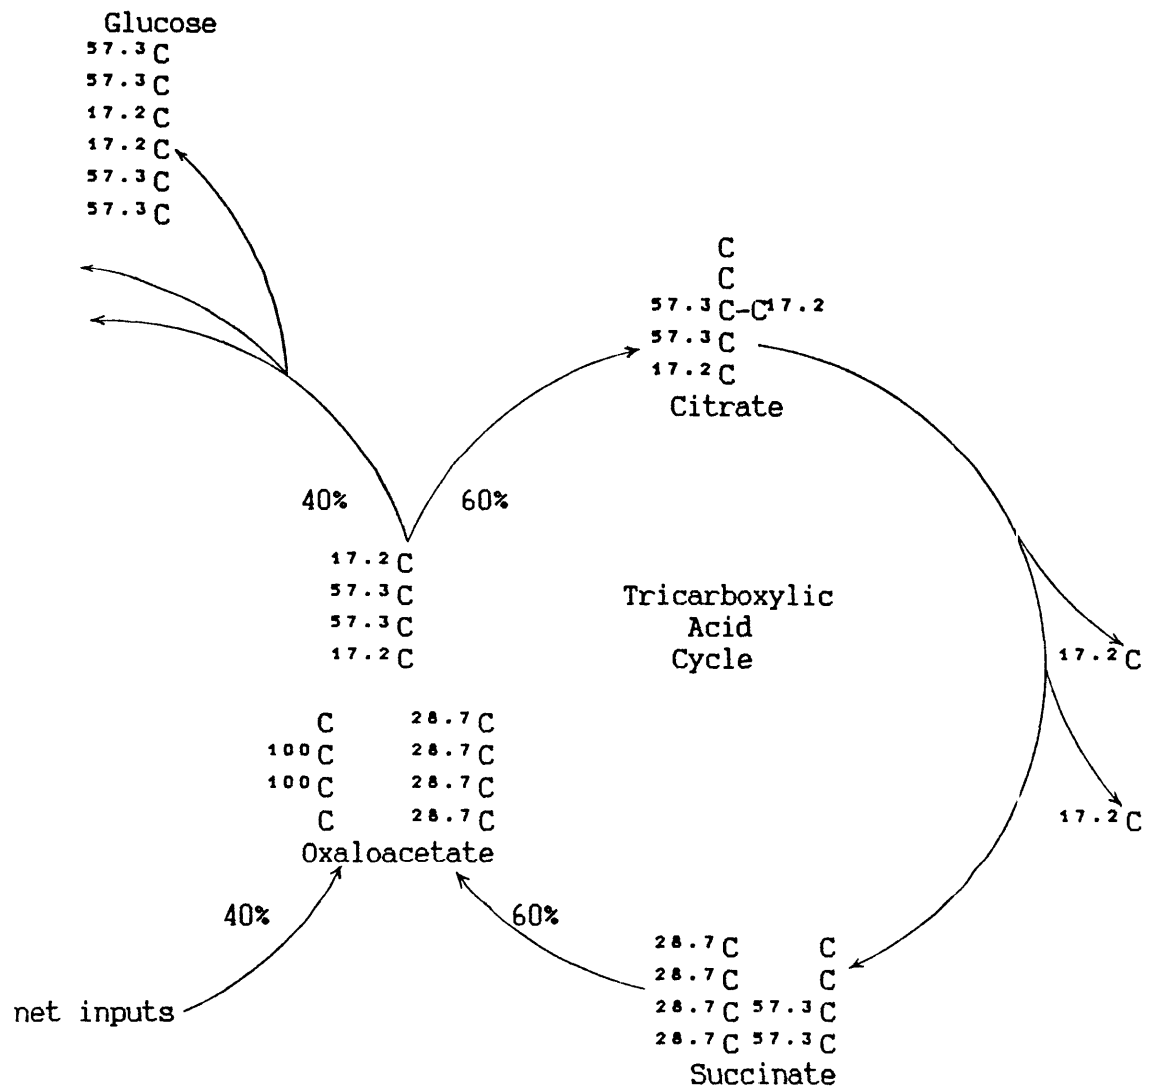 Glucose
57.3C
57.3C
17.2C
17.2C
57.3C
57.3C
C
C
57.3C-C17.2
57.3C
17.2C
Citrate
40% 60%
17.2C
57.3C
57.3C
17.2C
Tricarboxylic
Acid
Cycle
17.2C
17.2C
C 28.7C
100C 28.7C
100C 28.7C
C 28.7C
Oxaloacetate
40% 60%
net inputs
28.7C C
28.7C C
28.7C 57.3C
28.7C 57.3C
Succinate